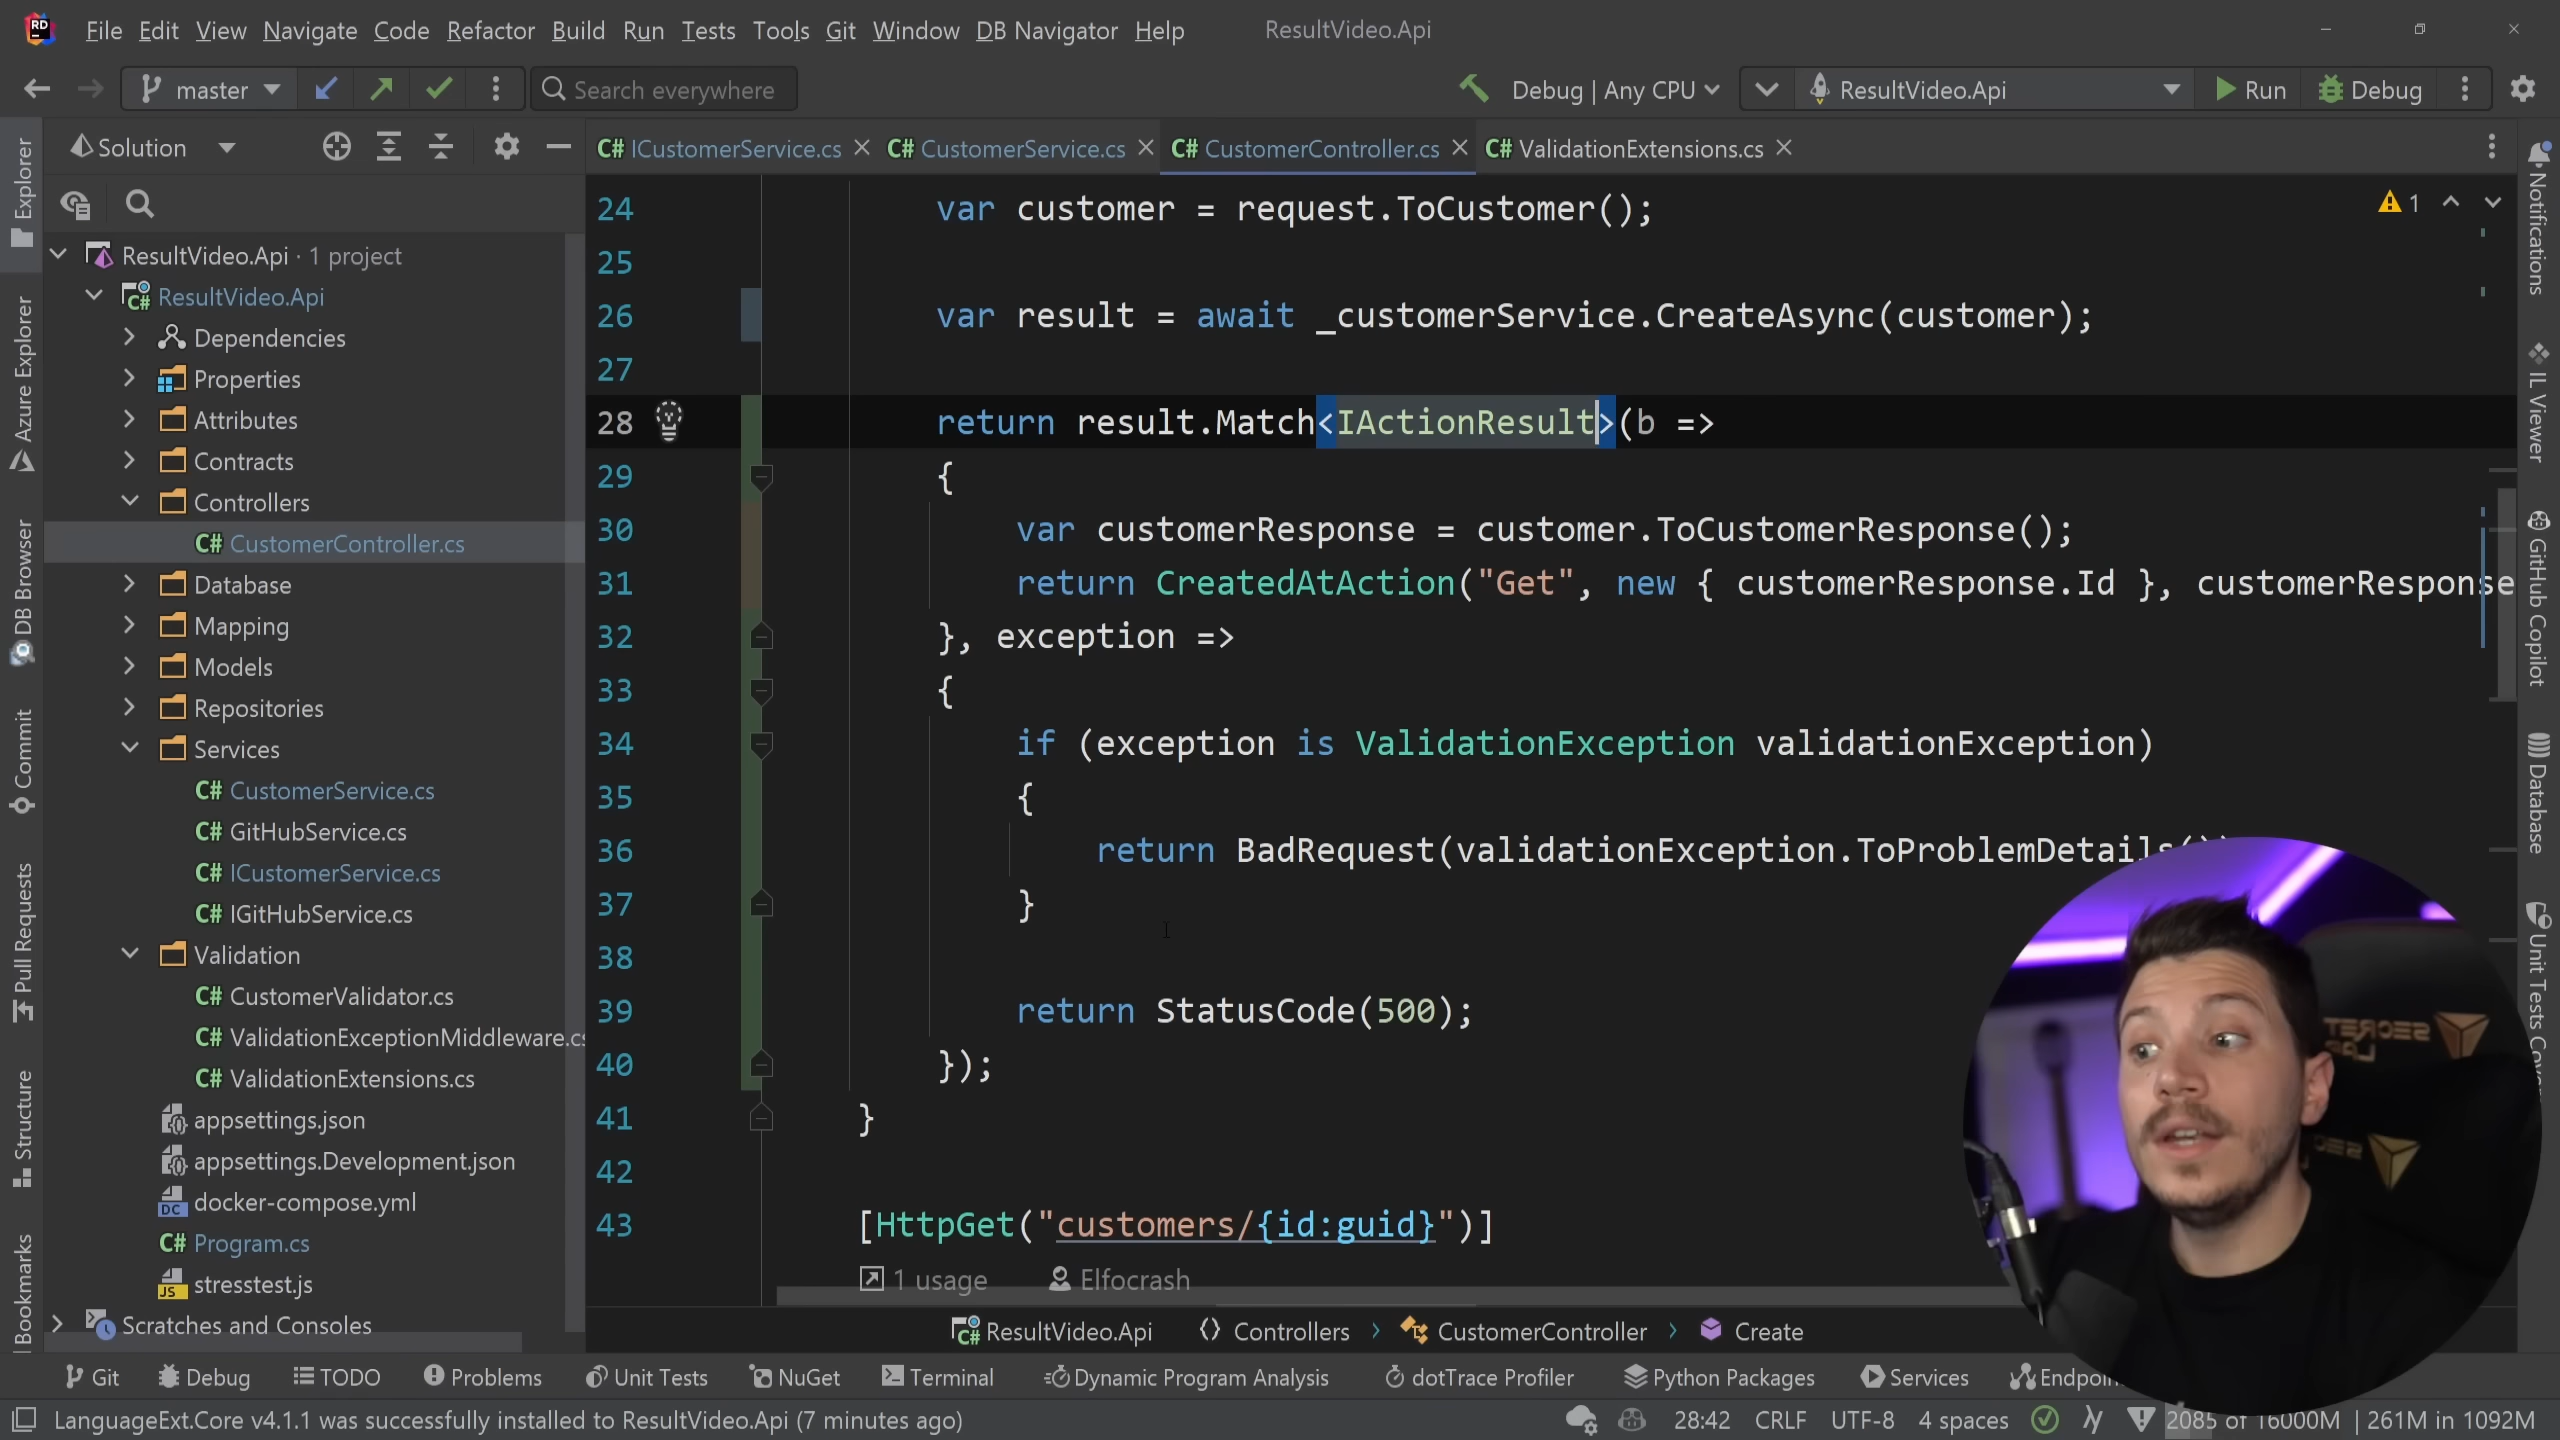 File Edit View Navigate Code Refactor Build Run Tests Tools Git Window DB Navigator Help ResultVideo.Api
master Search everywhere Debug | Any CPU ResultVideo.Api Run Debug
Solution
ICustomerService.cs CustomerService.cs CustomerController.cs ValidationExtensions.cs
ResultVideo.Api · 1 project
ResultVideo.Api
Dependencies
Properties
Attributes
Contracts
Controllers
C# CustomerController.cs
Database
Mapping
Models
Repositories
Services
C# CustomerService.cs
C# GitHubService.cs
C# ICustomerService.cs
C# IGitHubService.cs
Validation
C# CustomerValidator.cs
C# ValidationExceptionMiddleware.cs
C# ValidationExtensions.cs
appsettings.json
appsettings.Development.json
docker-compose.yml
C# Program.cs
stresstest.js
Scratches and Consoles
24 var customer = request.ToCustomer();
25
26 var result = await _customerService.CreateAsync(customer);
27
28 return result.Match<IActionResult>(b =>
29 {
30 var customerResponse = customer.ToCustomerResponse();
31 return CreatedAtAction("Get", new { customerResponse.Id }, customerResponse
32 }, exception =>
33 {
34 if (exception is ValidationException validationException)
35 {
36 return BadRequest(validationException.ToProblemDetails())
37 }
38
39 return StatusCode(500);
40 });
41 }
42
43 [HttpGet("customers/{id:guid}")]
1 usage Elfocrash
1
Explorer
Azure Explorer
DB Browser
Commit
Pull Requests
Structure
Bookmarks
Notifications
IL Viewer
GitHub Copilot
Database
Unit Tests
SECRET
ResultVideo.Api Controllers CustomerController Create
Git Debug TODO Problems Unit Tests NuGet Terminal Dynamic Program Analysis dotTrace Profiler Python Packages Services
LanguageExt.Core v4.1.1 was successfully installed to ResultVideo.Api (7 minutes ago) 28:42 CRLF UTF-8 4 spaces 2085 of 16000M | 261M in 1092M